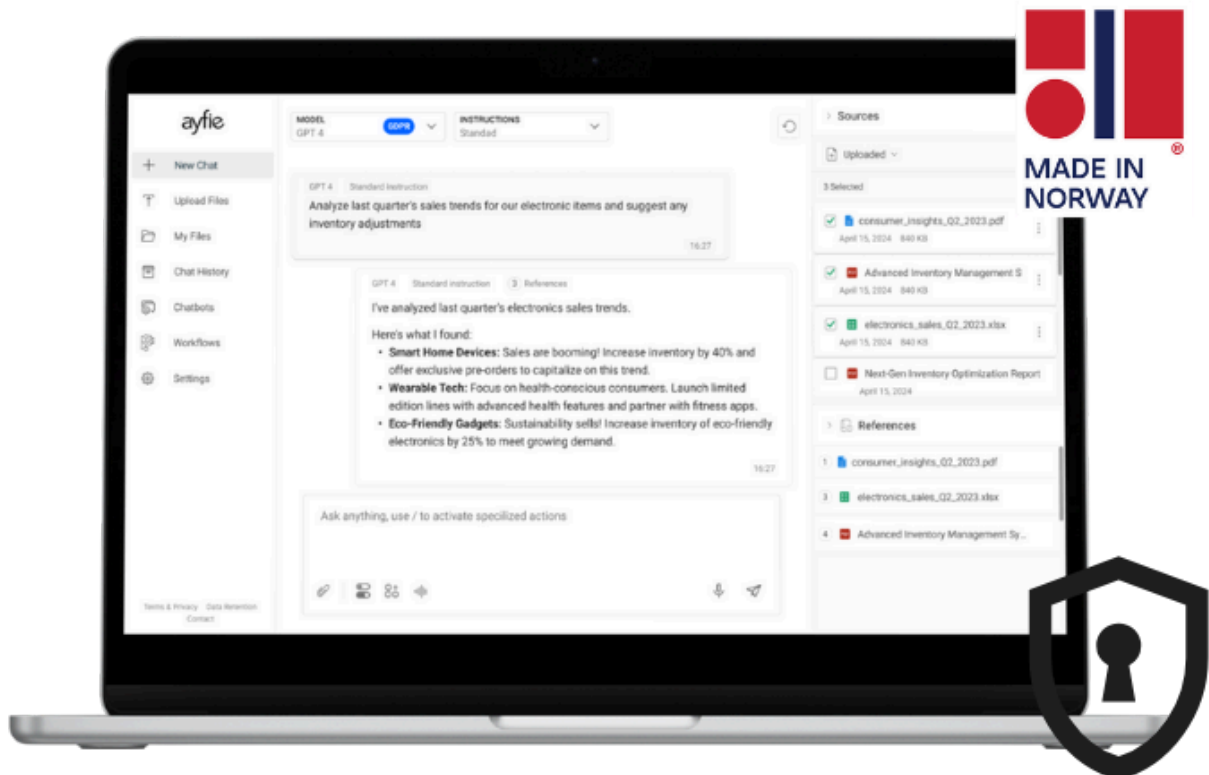 ayfie
New Chat
Upload Files
My Files
Chat History
Chatbots
Workflows
Settings
Terms & Privacy Data Retention
Contact
MODEL
GPT 4
GDPR
INSTRUCTIONS
Standad
GPT 4 Standard instruction
Analyze last quarter's sales trends for our electronic items and suggest any
inventory adjustments
16:27
GPT 4 Standard instruction 3 References
I've analyzed last quarter's electronics sales trends.
Here's what I found:
• Smart Home Devices: Sales are booming! Increase inventory by 40% and
offer exclusive pre-orders to capitalize on this trend.
• Wearable Tech: Focus on health-conscious consumers. Launch limited
edition lines with advanced health features and partner with fitness apps.
• Eco-Friendly Gadgets: Sustainability sells! Increase inventory of eco-friendly
electronics by 25% to meet growing demand.
16:27
Ask anything, use / to activate specilized actions
Sources
Uploaded
3 Selected
consumer_insights_Q2_2023.pdf
April 15, 2024 840 KB
Advanced Inventory Management S
April 15, 2024 840 KB
electronics_sales_Q2_2023.xlsx
April 15, 2024 840 KB
Next-Gen Inventory Optimization Report
April 15, 2024
References
1 consumer_insights_Q2_2023.pdf
3 electronics_sales_Q2_2023.xlsx
4 Advanced Inventory Management Sy...
®
MADE IN
NORWAY